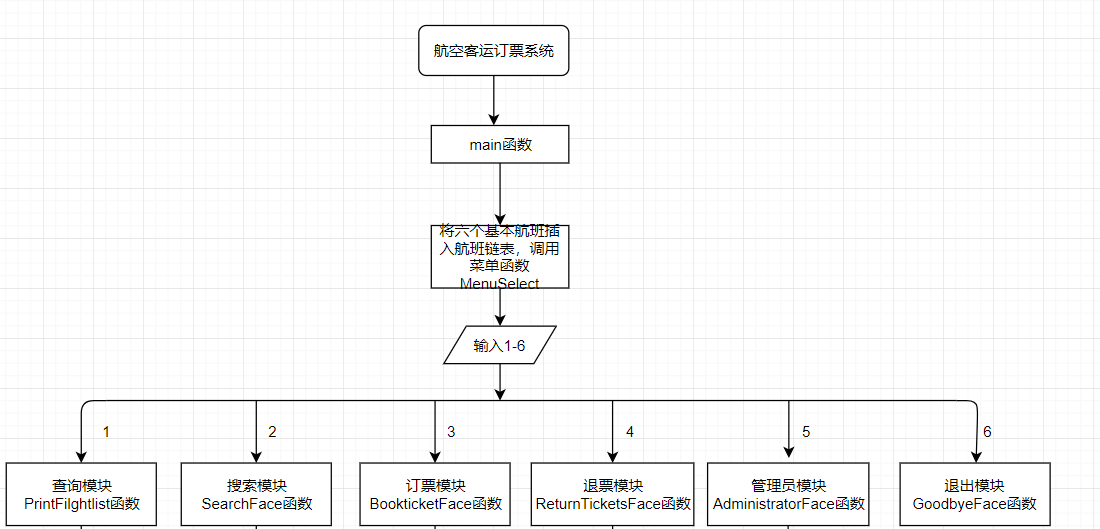 航空客运订票系统
main函数
将六个基本航班插
入航班链表，调用
菜单函数
MenuSelect
输入1-6
1
2
3
4
5
6
查询模块
PrintFilghtlist函数
搜索模块
SearchFace函数
订票模块
BookticketFace函数
退票模块
ReturnTicketsFace函数
管理员模块
AdministratorFace函数
退出模块
GoodbyeFace函数